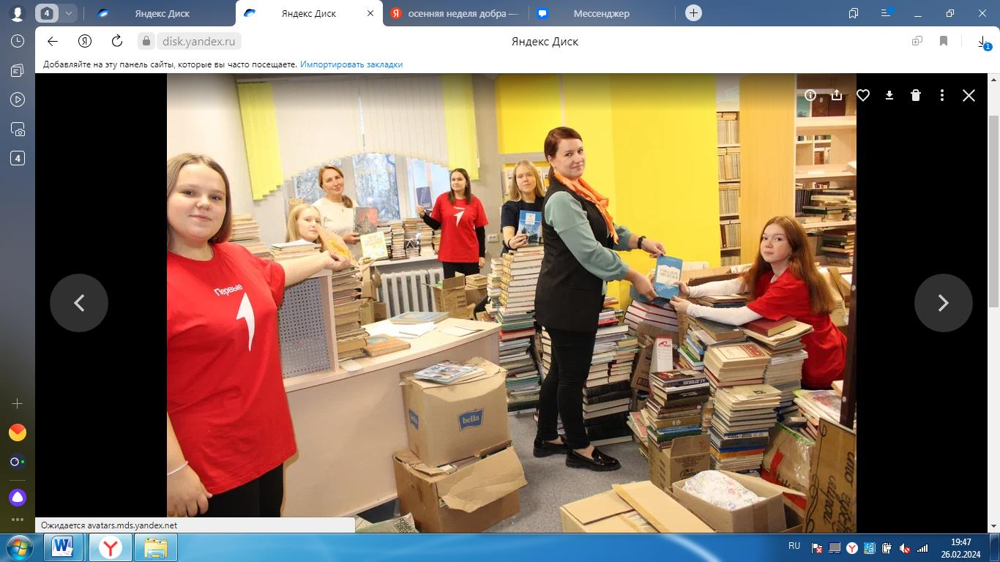 4
Яндекс Диск
Яндекс Диск
осенняя неделя добра —
Мессенджер
disk.yandex.ru
Яндекс Диск
1
Добавляйте на эту панель сайты, которые вы часто посещаете. Импортировать закладки
4
Первые
bella
Ожидается avatars.mds.yandex.net
RU
19:47
26.02.2024